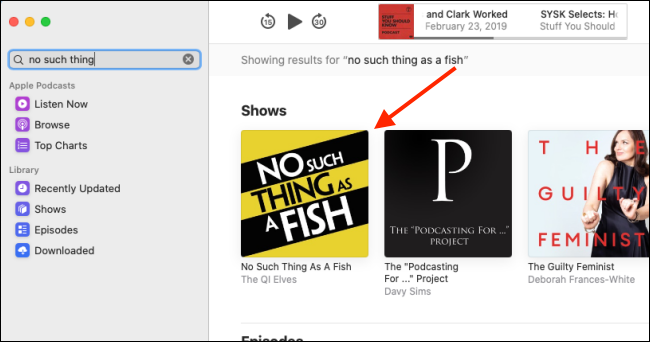 15
30
STUFF YOU SHOULD KNOW
PODCAST
and Clark Worked SYSK Selects: Ho
February 23, 2019 Stuff You Should
no such thing
Showing results for “no such thing as a fish”
Apple Podcasts
Listen Now
Browse
Top Charts
Library
Recently Updated
Shows
Episodes
Downloaded
Shows
NO SUCH
THING AS
A FISH
No Such Thing As A Fish
The QI Elves
P
THE "PODCASTING FOR ..."
PROJECT
The "Podcasting
For ..." Project
Davy Sims
THE
GUILTY
FEMINIST
The Guilty Feminist
Deborah Frances-White
Episodes